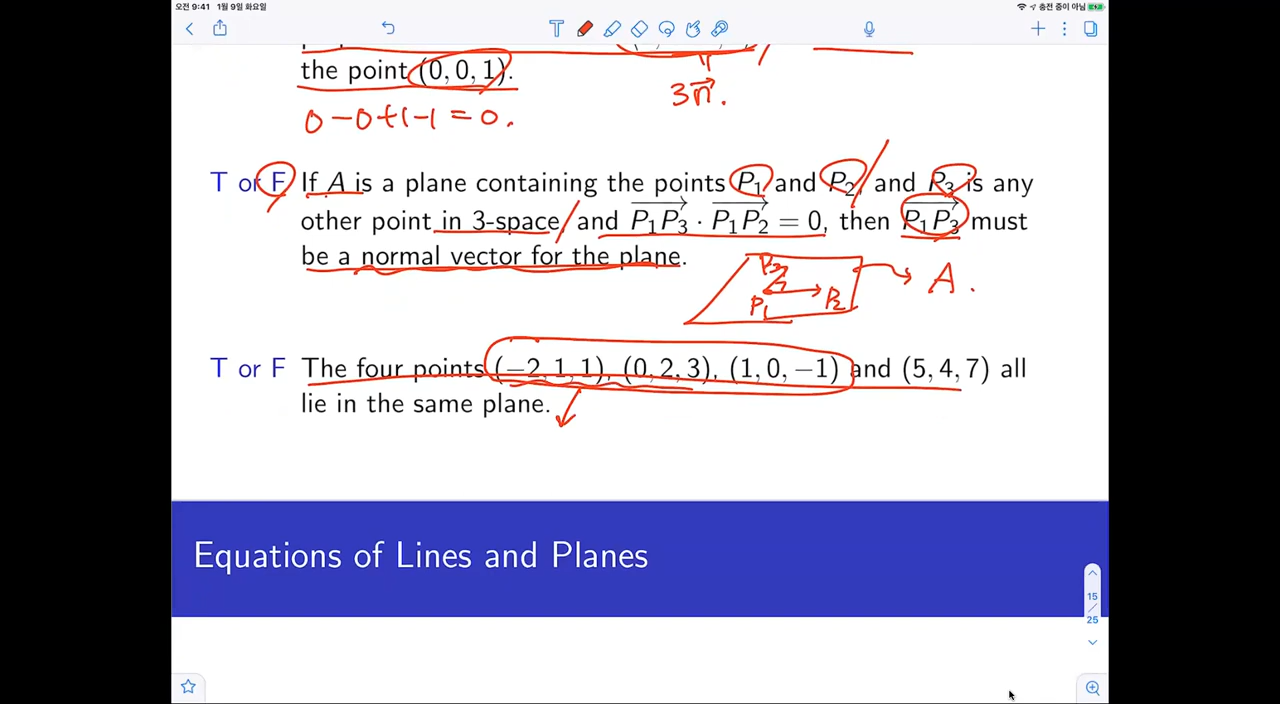 오전 9:41 1월 9일 화요일
충전 중이 아님
the point (0, 0, 1).
3n⃗.
0 − 0 + 1 − 1 = 0.
T or F If A is a plane containing the points P₁ and P₂, and P₃ is any
other point in 3-space, and P₁P₃ · P₁P₂ = 0, then P₁P₃ must
be a normal vector for the plane.
P₃
A.
P₁ P₂
T or F The four points (−2, 1, 1), (0, 2, 3), (1, 0, −1) and (5, 4, 7) all
lie in the same plane.
Equations of Lines and Planes
15
/
25